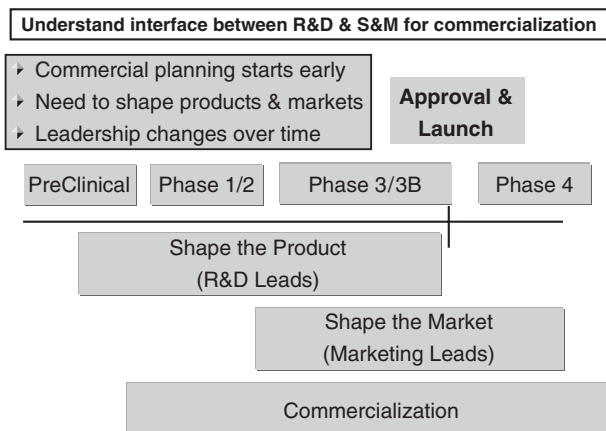 Understand interface between R&D & S&M for commercialization
Commercial planning starts early
Need to shape products & markets
Leadership changes over time
Approval &
Launch
PreClinical
Phase 1/2
Phase 3/3B
Phase 4
Shape the Product
(R&D Leads)
Shape the Market
(Marketing Leads)
Commercialization